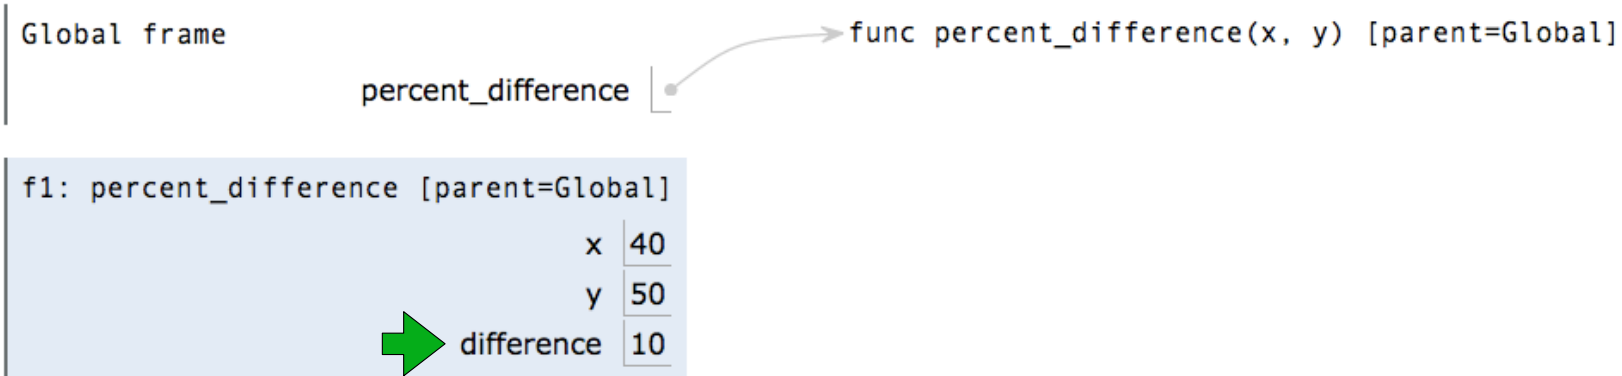 Global frame
func percent_difference(x, y) [parent=Global]
percent_difference
f1: percent_difference [parent=Global]
x 40
y 50
difference 10